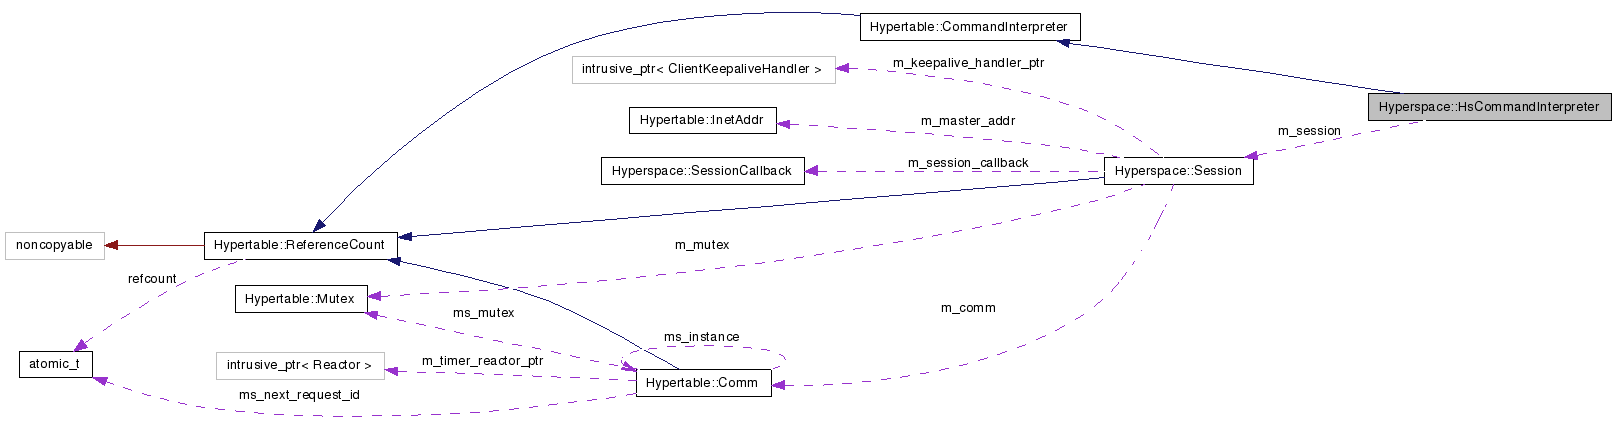 Hypertable::CommandInterpreter
m_keepalive_handler_ptr
intrusive_ptr< ClientKeepaliveHandler >
Hyperspace::HsCommandInterpreter
Hypertable::InetAddr
m_master_addr
m_session
m_session_callback
Hyperspace::SessionCallback
Hyperspace::Session
noncopyable
Hypertable::ReferenceCount
m_mutex
refcount
Hypertable::Mutex
m_comm
ms_mutex
ms_instance
atomic_t
intrusive_ptr< Reactor >
m_timer_reactor_ptr
Hypertable::Comm
ms_next_request_id